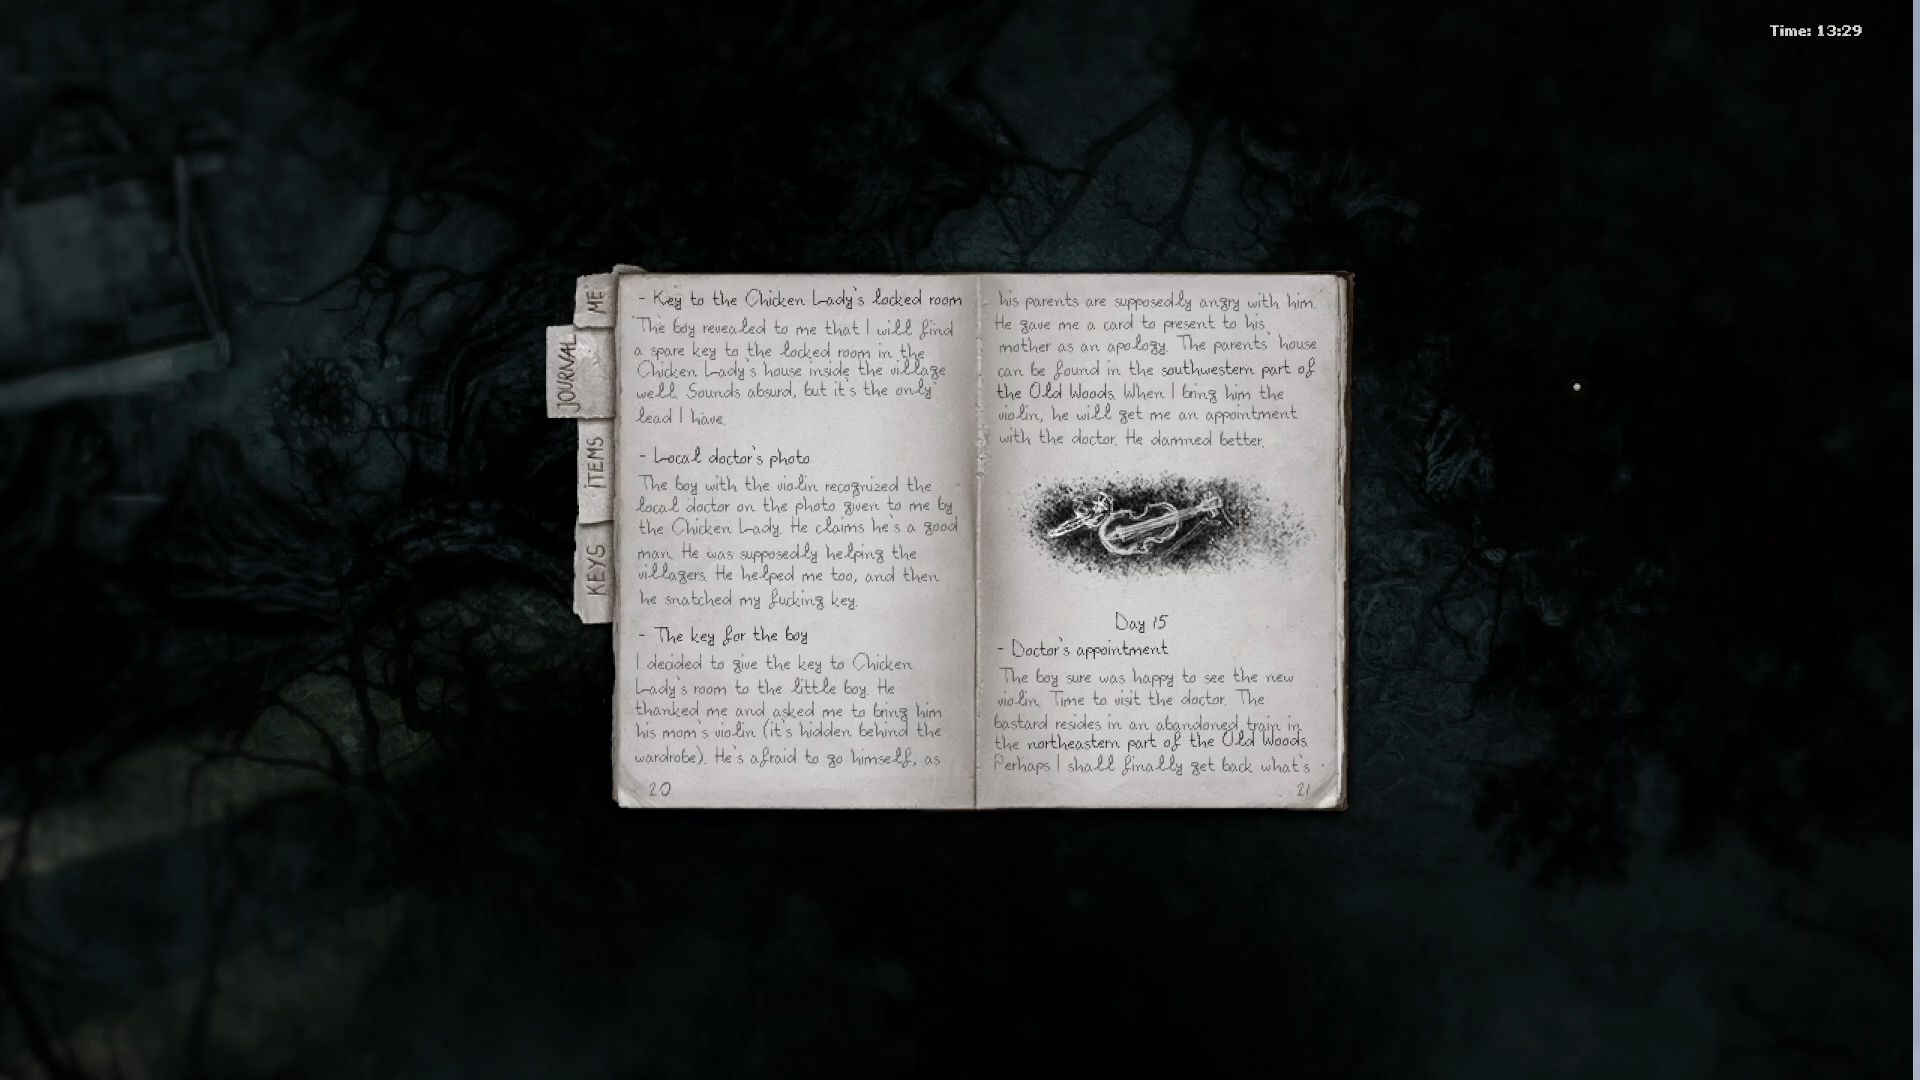 Time: 13:29
ME
JOURNAL
ITEMS
KEYS
- Key to the Chicken Lady's locked room
The boy revealed to me that I will find
a spare key to the locked room in the
Chicken Lady's house inside the village
well. Sounds absurd, but it's the only
lead I have.
- Local doctor's photo
The boy with the violin recognized the
local doctor on the photo given to me by
the Chicken Lady. He claims he's a good
man. He was supposedly helping the
villagers. He helped me too, and then
he snatched my fucking key.
- The key for the boy
I decided to give the key to Chicken
Lady's room to the little boy. He
thanked me and asked me to bring him
his mom's violin (it's hidden behind the
wardrobe). He's afraid to go himself, as
20
his parents are supposedly angry with him.
He gave me a card to present to his
mother as an apology. The parents' house
can be found in the southwestern part of
the Old Woods. When I bring him the
violin, he will get me an appointment
with the doctor. He damned better.
Day 15
- Doctor's appointment
The boy sure was happy to see the new
violin. Time to visit the doctor. The
bastard resides in an abandoned train in
the northeastern part of the Old Woods.
Perhaps I shall finally get back what's
21